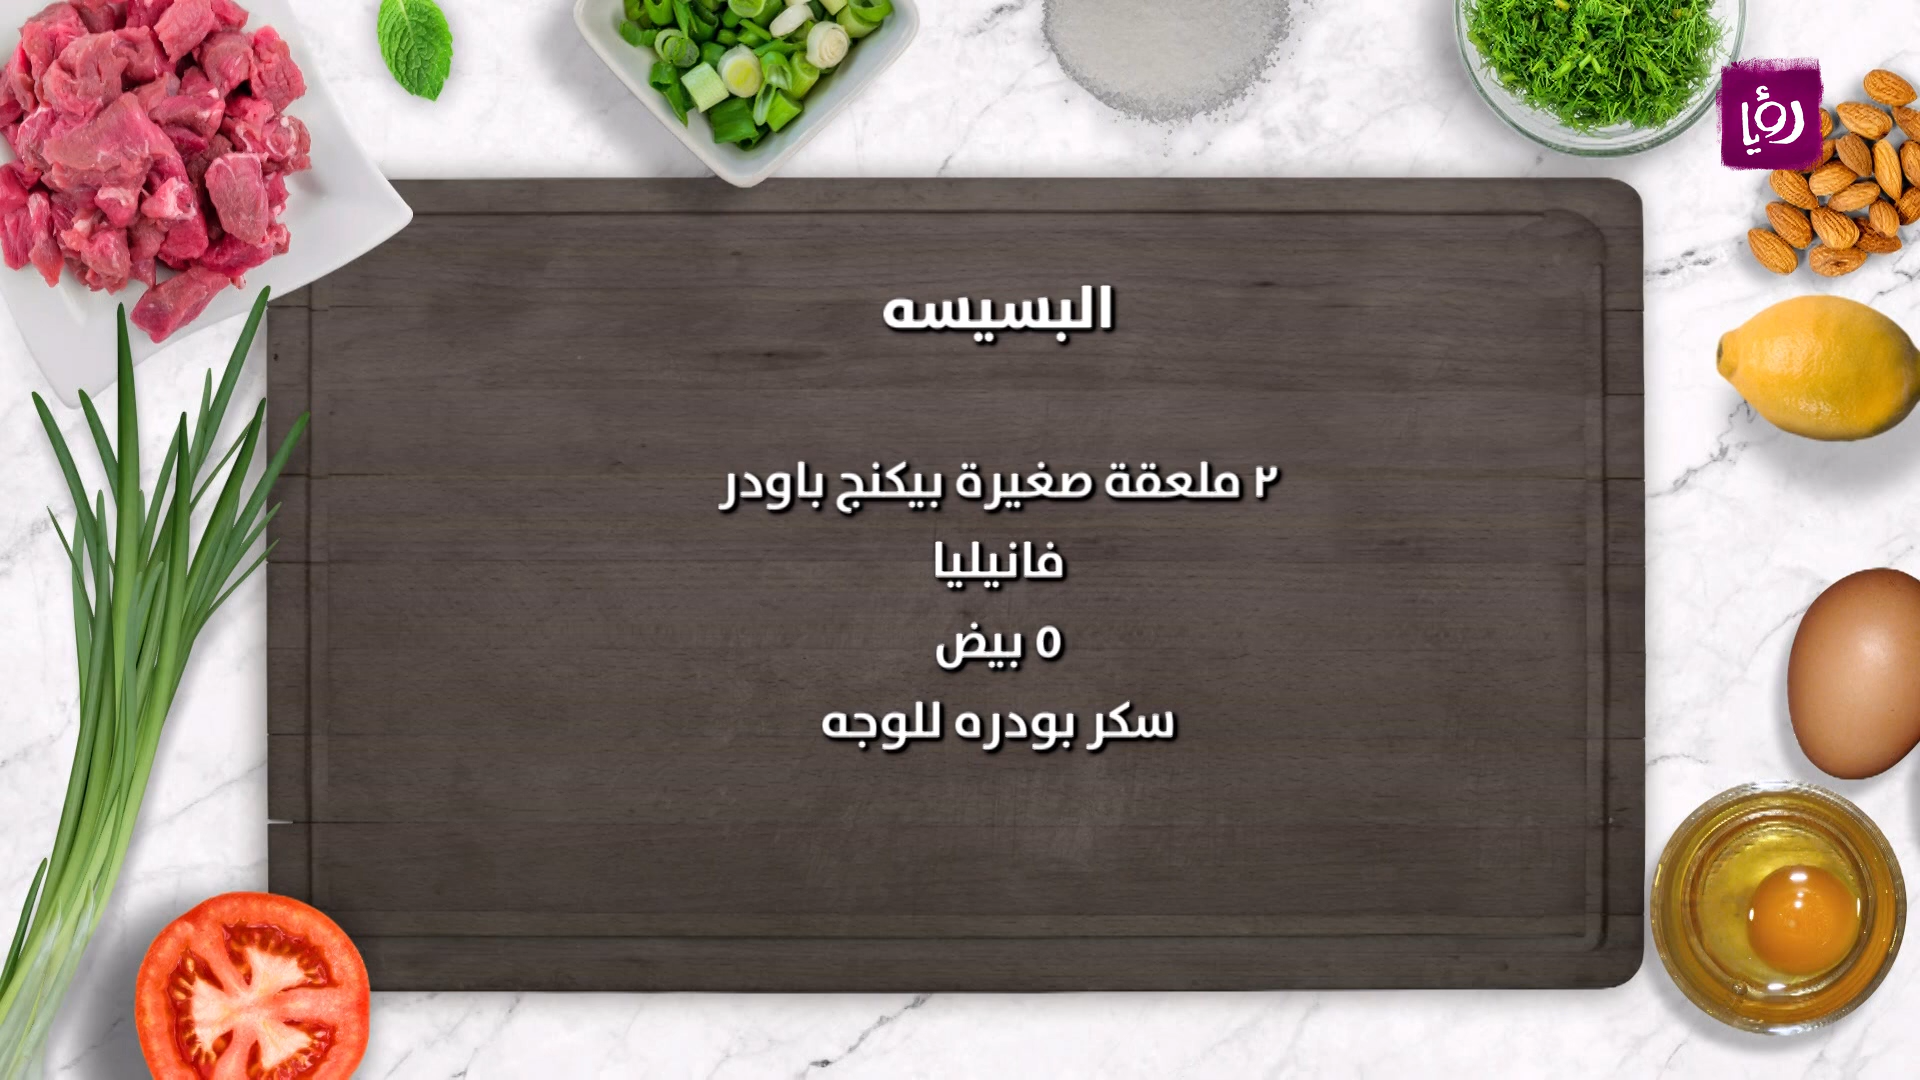 رؤيا
البسيسه
٢ ملعقة صغيرة بيكنج باودر
فانيليا
٥ بيض
سكر بودره للوجه